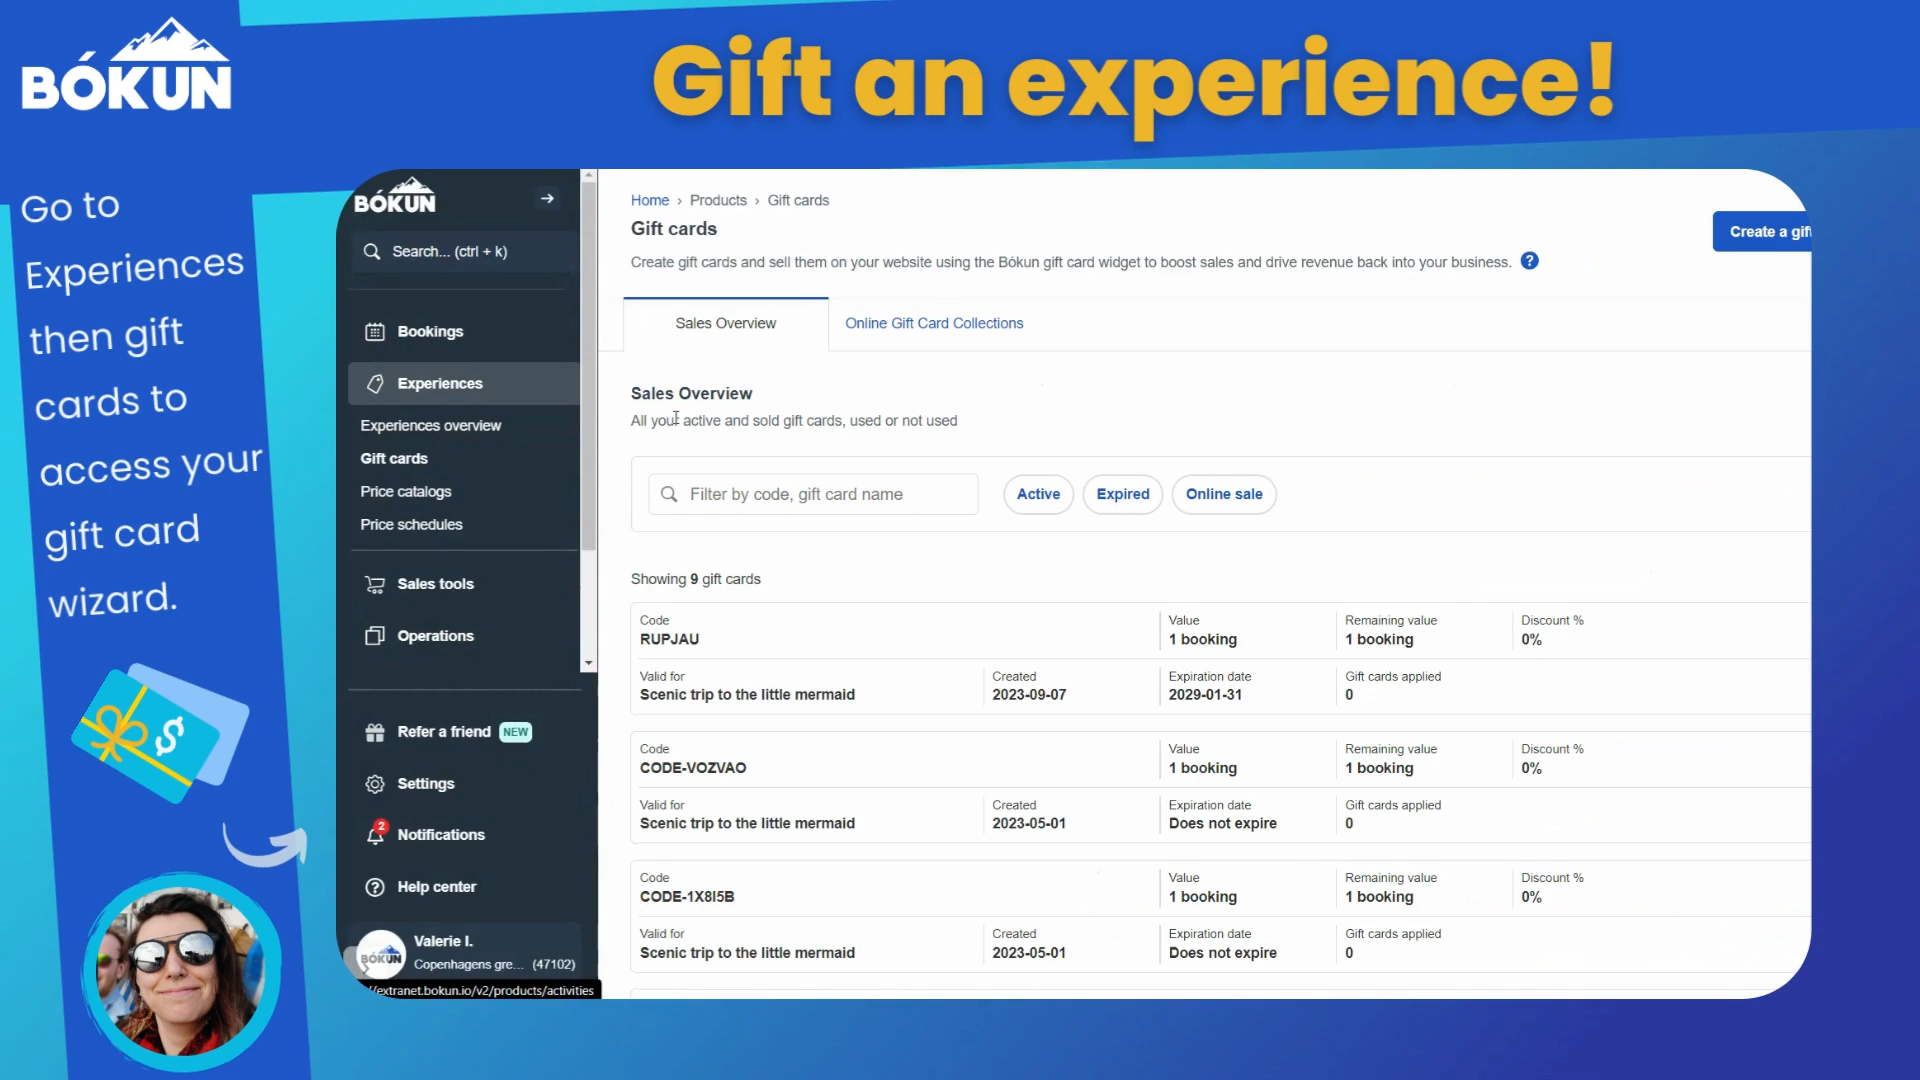 BÓKUN
Gift an experience!
Go to
Experiences
then gift
cards to
access your
gift card
wizard.
$
BÓKUN
Search... (ctrl + k)
Bookings
Experiences
Experiences overview
Gift cards
Price catalogs
Price schedules
Sales tools
Operations
Refer a friend NEW
Settings
2
Notifications
Help center
BÓKUN
Valerie I.
Copenhagens gre... (47102)
//extranet.bokun.io/v2/products/activities
Home › Products › Gift cards
Gift cards
Create a gif
Create gift cards and sell them on your website using the Bókun gift card widget to boost sales and drive revenue back into your business. ?
Sales Overview Online Gift Card Collections
Sales Overview
All your active and sold gift cards, used or not used
Filter by code, gift card name Active Expired Online sale
Showing 9 gift cards
Code Value Remaining value Discount %
RUPJAU 1 booking 1 booking 0%
Valid for Created Expiration date Gift cards applied
Scenic trip to the little mermaid 2023-09-07 2029-01-31 0
Code Value Remaining value Discount %
CODE-VOZVAO 1 booking 1 booking 0%
Valid for Created Expiration date Gift cards applied
Scenic trip to the little mermaid 2023-05-01 Does not expire 0
Code Value Remaining value Discount %
CODE-1X8I5B 1 booking 1 booking 0%
Valid for Created Expiration date Gift cards applied
Scenic trip to the little mermaid 2023-05-01 Does not expire 0